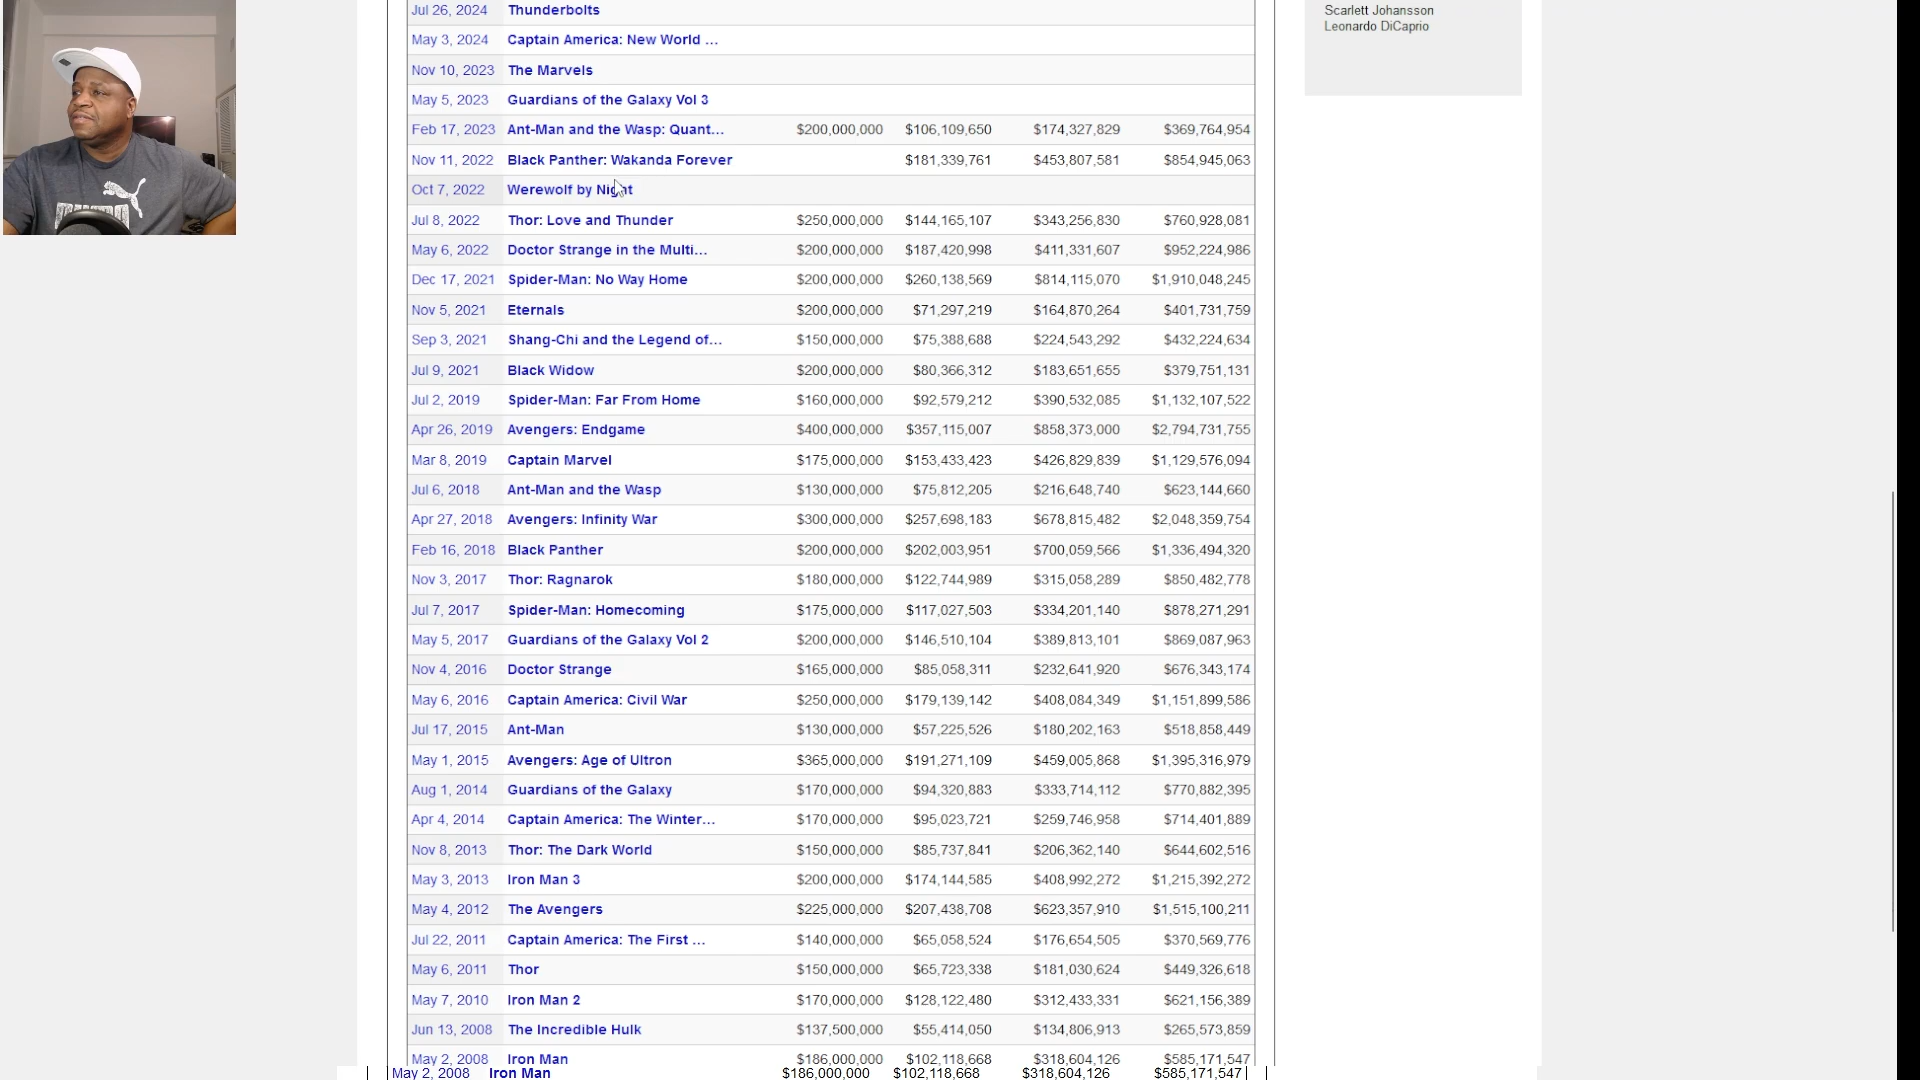 Scarlett Johansson
Leonardo DiCaprio
Jul 26, 2024 Thunderbolts
May 3, 2024 Captain America: New World …
Nov 10, 2023 The Marvels
May 5, 2023 Guardians of the Galaxy Vol 3
Feb 17, 2023 Ant-Man and the Wasp: Quant… $200,000,000 $106,109,650 $174,327,829 $369,764,954
Nov 11, 2022 Black Panther: Wakanda Forever $181,339,761 $453,807,581 $854,945,063
Oct 7, 2022 Werewolf by Night
Jul 8, 2022 Thor: Love and Thunder $250,000,000 $144,165,107 $343,256,830 $760,928,081
May 6, 2022 Doctor Strange in the Multi… $200,000,000 $187,420,998 $411,331,607 $952,224,986
Dec 17, 2021 Spider-Man: No Way Home $200,000,000 $260,138,569 $814,115,070 $1,910,048,245
Nov 5, 2021 Eternals $200,000,000 $71,297,219 $164,870,264 $401,731,759
Sep 3, 2021 Shang-Chi and the Legend of… $150,000,000 $75,388,688 $224,543,292 $432,224,634
Jul 9, 2021 Black Widow $200,000,000 $80,366,312 $183,651,655 $379,751,131
Jul 2, 2019 Spider-Man: Far From Home $160,000,000 $92,579,212 $390,532,085 $1,132,107,522
Apr 26, 2019 Avengers: Endgame $400,000,000 $357,115,007 $858,373,000 $2,794,731,755
Mar 8, 2019 Captain Marvel $175,000,000 $153,433,423 $426,829,839 $1,129,576,094
Jul 6, 2018 Ant-Man and the Wasp $130,000,000 $75,812,205 $216,648,740 $623,144,660
Apr 27, 2018 Avengers: Infinity War $300,000,000 $257,698,183 $678,815,482 $2,048,359,754
Feb 16, 2018 Black Panther $200,000,000 $202,003,951 $700,059,566 $1,336,494,320
Nov 3, 2017 Thor: Ragnarok $180,000,000 $122,744,989 $315,058,289 $850,482,778
Jul 7, 2017 Spider-Man: Homecoming $175,000,000 $117,027,503 $334,201,140 $878,271,291
May 5, 2017 Guardians of the Galaxy Vol 2 $200,000,000 $146,510,104 $389,813,101 $869,087,963
Nov 4, 2016 Doctor Strange $165,000,000 $85,058,311 $232,641,920 $676,343,174
May 6, 2016 Captain America: Civil War $250,000,000 $179,139,142 $408,084,349 $1,151,899,586
Jul 17, 2015 Ant-Man $130,000,000 $57,225,526 $180,202,163 $518,858,449
May 1, 2015 Avengers: Age of Ultron $365,000,000 $191,271,109 $459,005,868 $1,395,316,979
Aug 1, 2014 Guardians of the Galaxy $170,000,000 $94,320,883 $333,714,112 $770,882,395
Apr 4, 2014 Captain America: The Winter… $170,000,000 $95,023,721 $259,746,958 $714,401,889
Nov 8, 2013 Thor: The Dark World $150,000,000 $85,737,841 $206,362,140 $644,602,516
May 3, 2013 Iron Man 3 $200,000,000 $174,144,585 $408,992,272 $1,215,392,272
May 4, 2012 The Avengers $225,000,000 $207,438,708 $623,357,910 $1,515,100,211
Jul 22, 2011 Captain America: The First … $140,000,000 $65,058,524 $176,654,505 $370,569,776
May 6, 2011 Thor $150,000,000 $65,723,338 $181,030,624 $449,326,618
May 7, 2010 Iron Man 2 $170,000,000 $128,122,480 $312,433,331 $621,156,389
Jun 13, 2008 The Incredible Hulk $137,500,000 $55,414,050 $134,806,913 $265,573,859
May 2, 2008 Iron Man $186,000,000 $102,118,668 $318,604,126 $585,171,547
May 2, 2008 Iron Man $186,000,000 $102,118,668 $318,604,126 $585,171,547